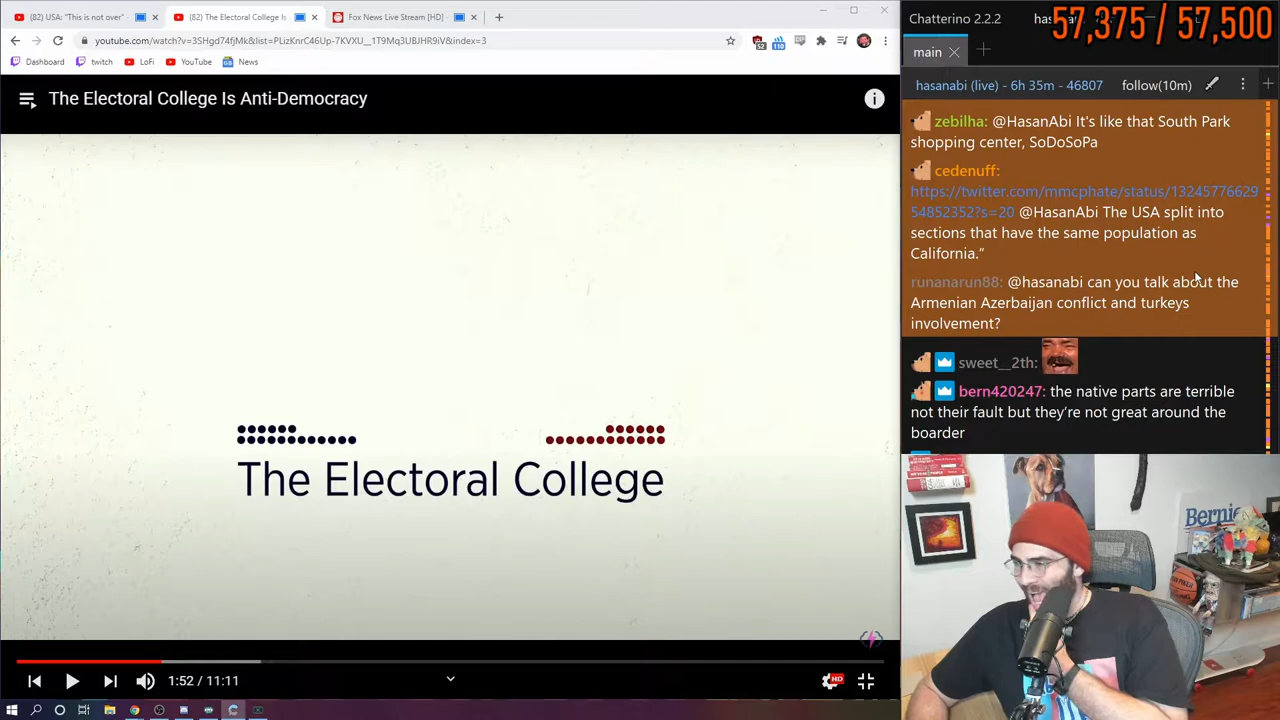 (82) USA: "This is not over"
(82) The Electoral College Is
Fox News Live Stream [HD]
youtube.com/watch?v=3SHgd74fjMk&list=PLizKnrC46Up-7KVXU__1T9Mq3UBJHR9iV&index=3
52
110
Dashboard
twitch
LoFi
YouTube
News
The Electoral College Is Anti-Democracy
The Electoral College
1:52 / 11:11
HD
Chatterino 2.2.2
57,375 / 57,500
main
hasanabi (live) - 6h 35m - 46807
follow(10m)
zebilha: @HasanAbi It's like that South Park
shopping center, SoDoSoPa
cedenuff:
https://twitter.com/mmcphate/status/13245776629
54852352?s=20 @HasanAbi The USA split into
sections that have the same population as
California.”
runanarun88: @hasanabi can you talk about the
Armenian Azerbaijan conflict and turkeys
involvement?
sweet__2th:
bern420247: the native parts are terrible
not their fault but they’re not great around the
boarder
Bernie